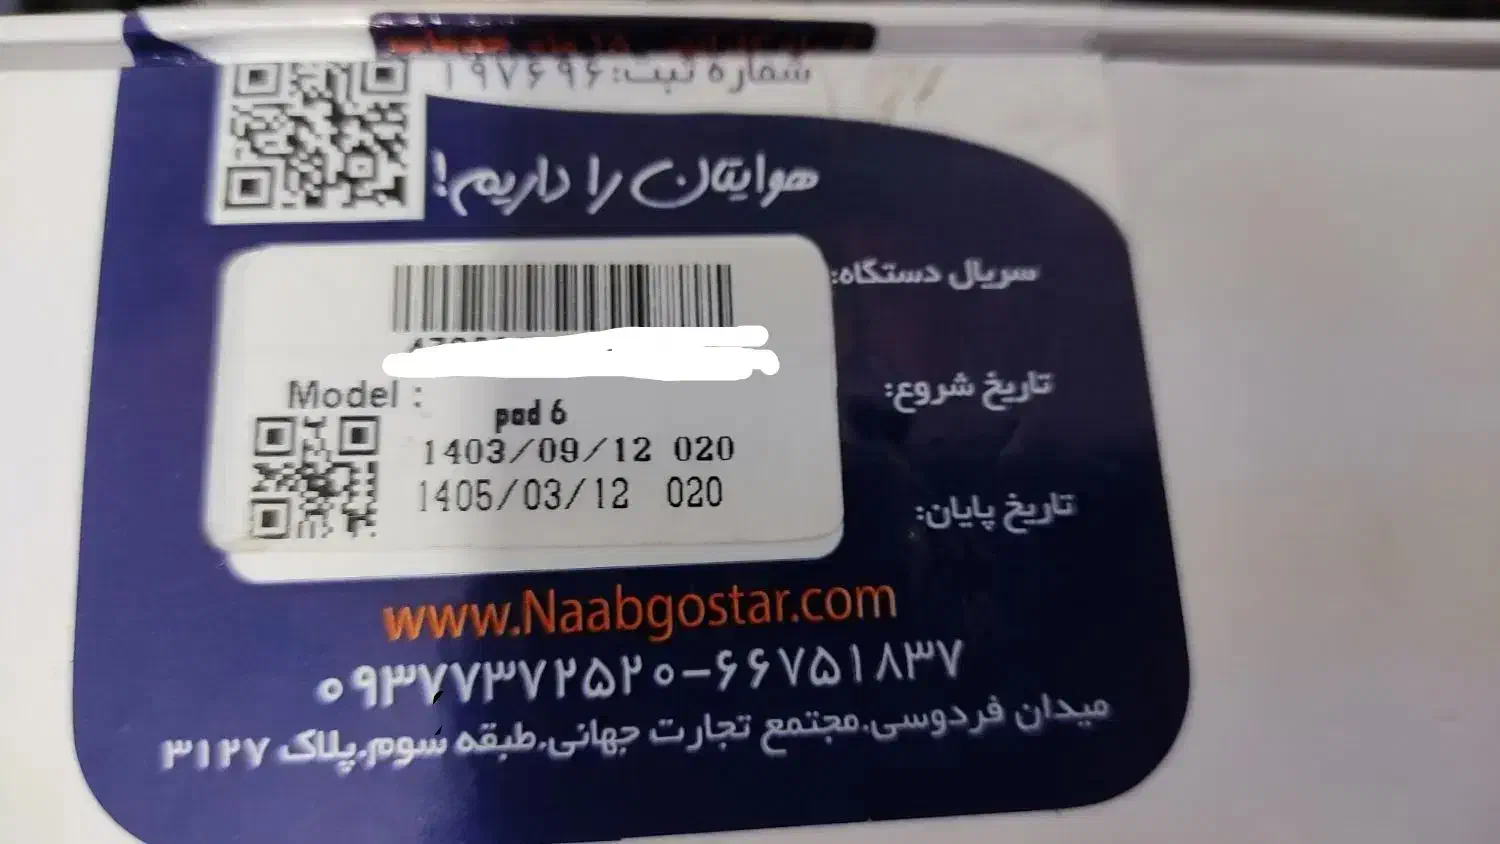 شماره ثبت: ۱۹۷۶۹۶
هوایتان را داریم!
سریال دستگاه:
Model :
pad 6
تاریخ شروع:
1403/09/12 020
تاریخ پایان:
1405/03/12 020
www.Naabgostar.com
۰۹۳۷۷۳۷۲۵۲۰-۶۶۷۵۱۸۳۷
میدان فردوسی.مجتمع تجارت جهانی.طبقه سوم.پلاک ۳۱۲۷